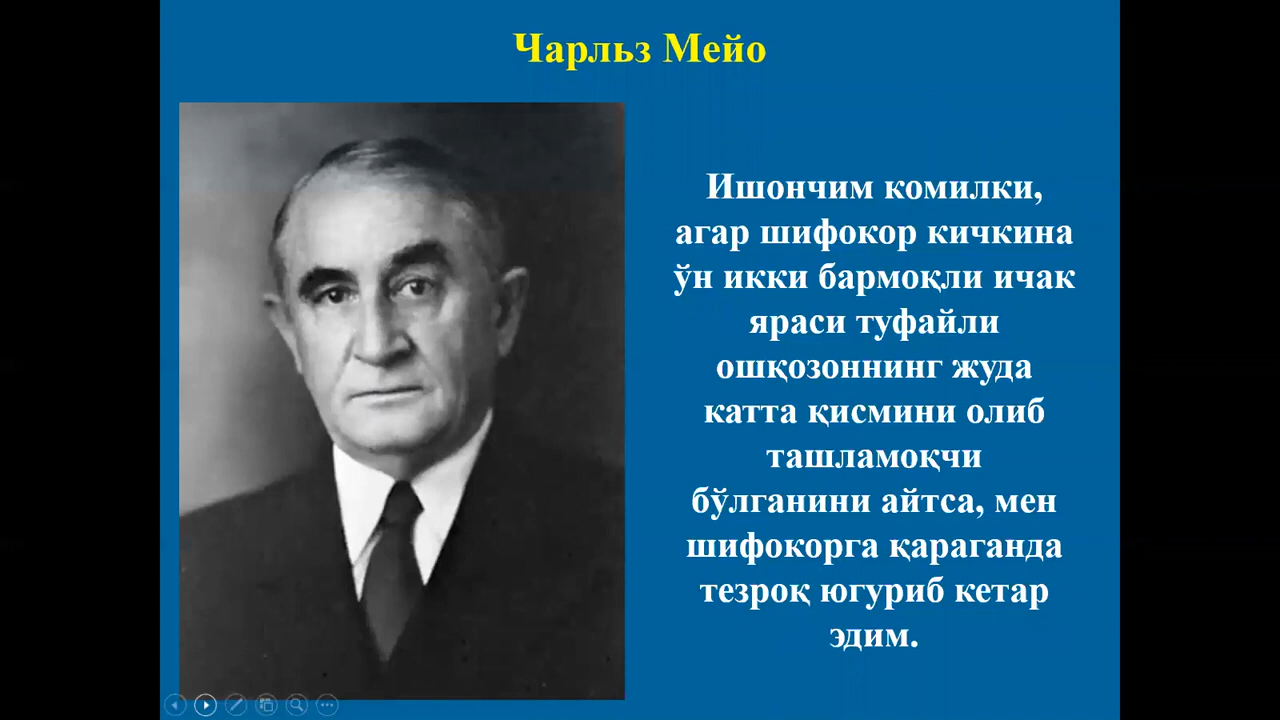 Чарльз Мейо
Ишончим комилки,
агар шифокор кичкина
ўн икки бармоқли ичак
яраси туфайли
ошқозоннинг жуда
катта қисмини олиб
ташламоқчи
бўлганини айтса, мен
шифокорга қараганда
тезроқ югуриб кетар
эдим.